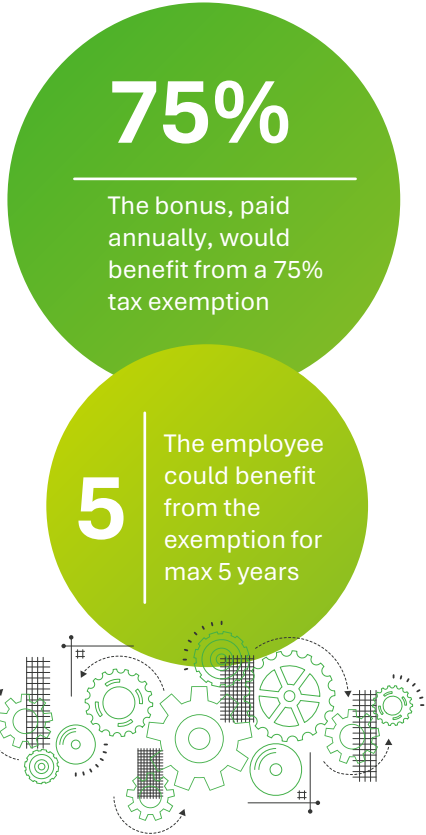 75%
The bonus, paid
annually, would
benefit from a 75%
tax exemption
5
The employee
could benefit
from the
exemption for
max 5 years